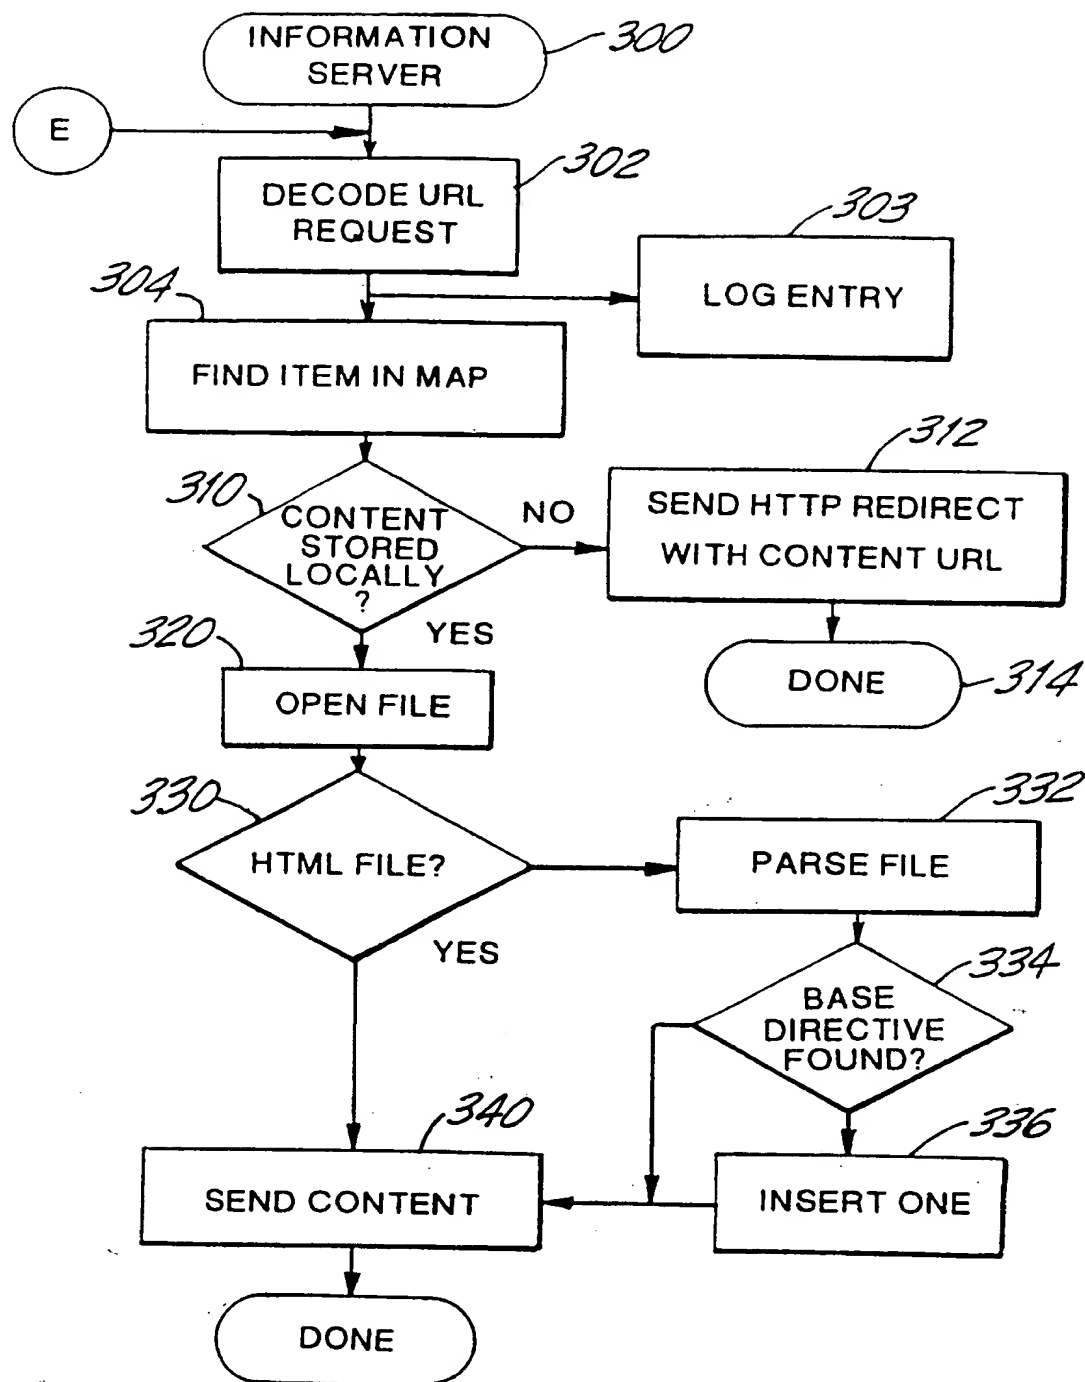 INFORMATION
SERVER
300
E
302
DECODE URL
REQUEST
303
LOG ENTRY
304
FIND ITEM IN MAP
310
CONTENT
STORED
LOCALLY
?
NO
312
SEND HTTP REDIRECT
WITH CONTENT URL
YES
320
OPEN FILE
DONE
314
330
HTML FILE?
332
PARSE FILE
YES
334
BASE
DIRECTIVE
FOUND?
340
SEND CONTENT
336
INSERT ONE
DONE